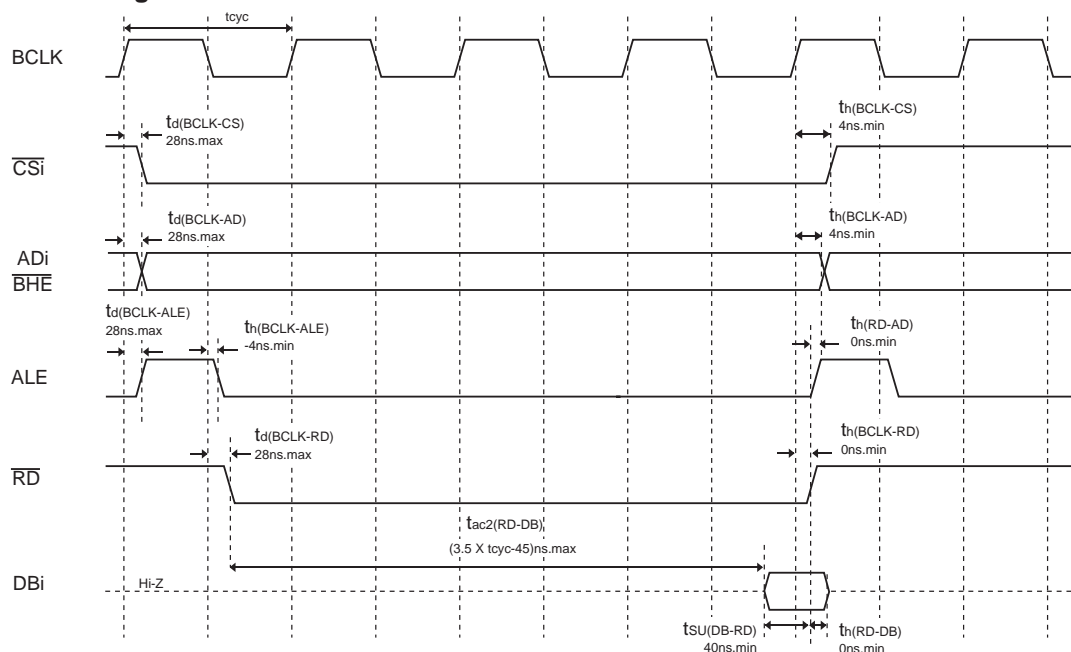 g
tcyc
BCLK
td(BCLK-CS)
28ns.max
th(BCLK-CS)
4ns.min
CSi
td(BCLK-AD)
28ns.max
th(BCLK-AD)
4ns.min
ADi
BHE
td(BCLK-ALE)
28ns.max
th(BCLK-ALE)
-4ns.min
th(RD-AD)
0ns.min
ALE
td(BCLK-RD)
28ns.max
th(BCLK-RD)
0ns.min
RD
tac2(RD-DB)
(3.5 X tcyc-45)ns.max
DBi
Hi-Z
tSU(DB-RD)
40ns.min
th(RD-DB)
0ns.min